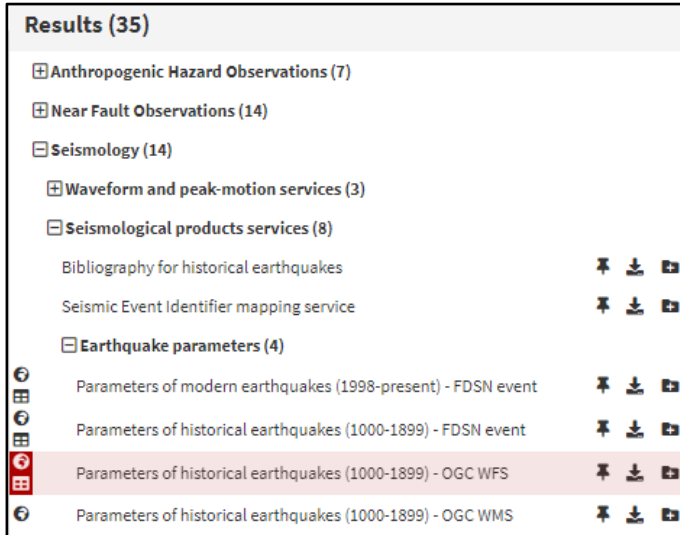 Results (35)
Anthropogenic Hazard Observations (7)
Near Fault Observations (14)
Seismology (14)
Waveform and peak-motion services (3)
Seismological products services (8)
Bibliography for historical earthquakes
Seismic Event Identifier mapping service
Earthquake parameters (4)
Parameters of modern earthquakes (1998-present) - FDSN event
Parameters of historical earthquakes (1000-1899) - FDSN event
Parameters of historical earthquakes (1000-1899) - OGC WFS
Parameters of historical earthquakes (1000-1899) - OGC WMS